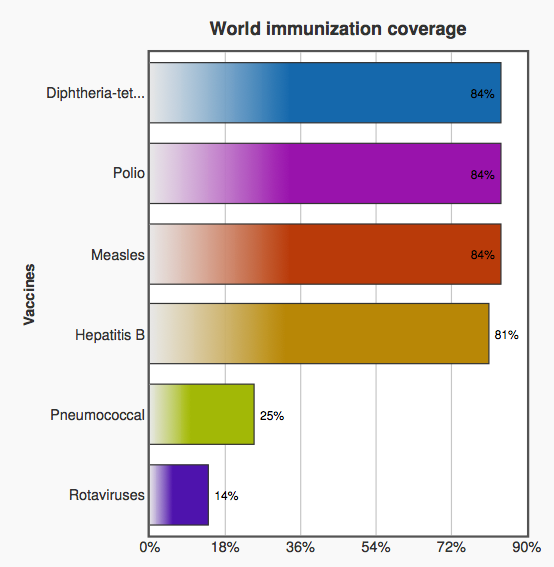 World immunization coverage
Vaccines
Diphtheria-tet...
84%
Polio
84%
Measles
84%
Hepatitis B
81%
Pneumococcal
25%
Rotaviruses
14%
0% 18% 36% 54% 72% 90%